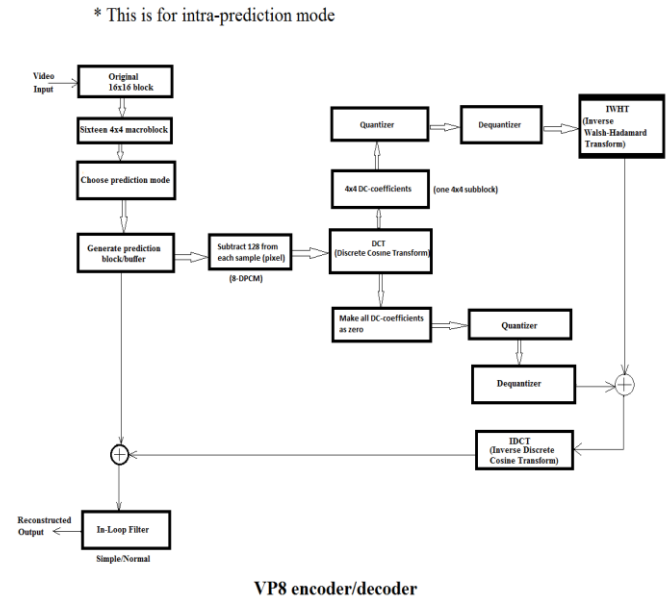 * This is for intra-prediction mode
Video
Input
Original
16x16 block
Sixteen 4x4 macroblock
Choose prediction mode
Generate prediction
block/buffer
Subtract 128 from
each sample (pixel)
(8-DPCM)
Quantizer
Dequantizer
IWHT
(Inverse
Walsh-Hadamard
Transform)
4x4 DC-coefficients
(one 4x4 subblock)
DCT
(Discrete Cosine Transform)
Make all DC-coefficients
as zero
Quantizer
Dequantizer
IDCT
(Inverse Discrete
Cosine Transform)
Reconstructed
Output
In-Loop Filter
Simple/Normal
VP8 encoder/decoder